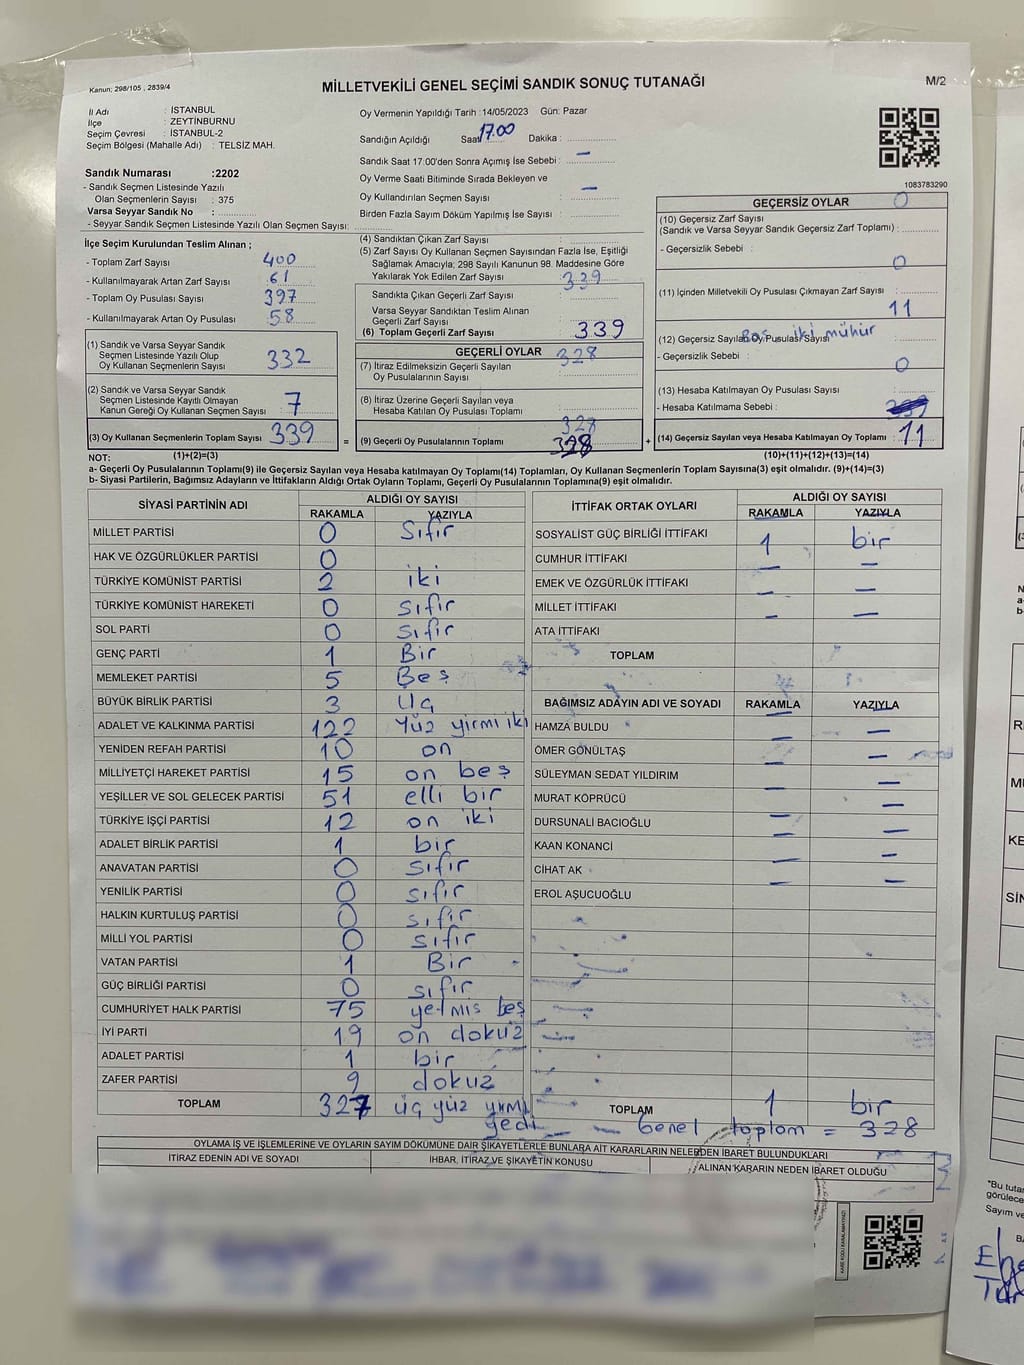 Kanun; 298/105 , 2839/4
MİLLETVEKİLİ GENEL SEÇİMİ SANDIK SONUÇ TUTANAĞI
M/2
İl Adı : İSTANBUL
İlçe : ZEYTİNBURNU
Seçim Çevresi : İSTANBUL-2
Seçim Bölgesi (Mahalle Adı) : TELSİZ MAH.
Sandık Numarası :2202
- Sandık Seçmen Listesinde Yazılı
Olan Seçmenlerin Sayısı : 375
Varsa Seyyar Sandık No :
- Seyyar Sandık Seçmen Listesinde Yazılı Olan Seçmen Sayısı:
Oy Vermenin Yapıldığı Tarih :14/05/2023 Gün: Pazar
Sandığın Açıldığı Saat 17.00 Dakika :
Sandık Saat 17.00'den Sonra Açılmış İse Sebebi : —
Oy Verme Saati Bitiminde Sırada Bekleyen ve
Oy Kullandırılan Seçmen Sayısı : —
Birden Fazla Sayım Döküm Yapılmış İse Sayısı :
1083783290
İlçe Seçim Kurulundan Teslim Alınan ;
- Toplam Zarf Sayısı 400
- Kullanılmayarak Artan Zarf Sayısı 61
- Toplam Oy Pusulası Sayısı 397
- Kullanılmayarak Artan Oy Pusulası 58
(1) Sandık ve Varsa Seyyar Sandık
Seçmen Listesinde Yazılı Olup
Oy Kullanan Seçmenlerin Sayısı 332
(2) Sandık ve Varsa Seyyar Sandık
Seçmen Listesinde Kayıtlı Olmayan
Kanun Gereği Oy Kullanan Seçmen Sayısı 7
(3) Oy Kullanan Seçmenlerin Toplam Sayısı 339
(4) Sandıktan Çıkan Zarf Sayısı
(5) Zarf Sayısı Oy Kullanan Seçmen Sayısından Fazla İse, Eşitliği
Sağlamak Amacıyla; 298 Sayılı Kanunun 98. Maddesine Göre
Yakılarak Yok Edilen Zarf Sayısı
339
Sandıkta Çıkan Geçerli Zarf Sayısı
Varsa Seyyar Sandıktan Teslim Alınan
Geçerli Zarf Sayısı
(6) Toplam Geçerli Zarf Sayısı 339
GEÇERLİ OYLAR
328
(7) İtiraz Edilmeksizin Geçerli Sayılan
Oy Pusulalarının Sayısı
(8) İtiraz Üzerine Geçerli Sayılan veya
Hesaba Katılan Oy Pusulası Toplamı
328
= (9) Geçerli Oy Pusulalarının Toplamı 328
GEÇERSİZ OYLAR
0
(10) Geçersiz Zarf Sayısı
(Sandık ve Varsa Seyyar Sandık Geçersiz Zarf Toplamı) :
- Geçersizlik Sebebi :
0
(11) İçinden Milletvekili Oy Pusulası Çıkmayan Zarf Sayısı :
11
(12) Geçersiz Sayılan Oy Pusulası Sayısı
iki mühür
- Geçersizlik Sebebi :
0
(13) Hesaba Katılmayan Oy Pusulası Sayısı
- Hesaba Katılmama Sebebi :
+ (14) Geçersiz Sayılan veya Hesaba Katılmayan Oy Toplamı 11
NOT: (1)+(2)=(3) (10)+(11)+(12)+(13)=(14)
a- Geçerli Oy Pusulalarının Toplamı(9) ile Geçersiz Sayılan veya Hesaba katılmayan Oy Toplamı(14) Toplamları, Oy Kullanan Seçmenlerin Toplam Sayısına(3) eşit olmalıdır. (9)+(14)=(3)
b- Siyasi Partilerin, Bağımsız Adayların ve İttifakların Aldığı Ortak Oyların Toplamı, Geçerli Oy Pusulalarının Toplamına(9) eşit olmalıdır.
SİYASİ PARTİNİN ADI ALDIĞI OY SAYISI
RAKAMLA YAZIYLA
MİLLET PARTİSİ 0 Sıfır
HAK VE ÖZGÜRLÜKLER PARTİSİ 0
TÜRKİYE KOMÜNİST PARTİSİ 2 iki
TÜRKİYE KOMÜNİST HAREKETİ 0 sıfır
SOL PARTİ 0 sıfır
GENÇ PARTİ 1 Bir
MEMLEKET PARTİSİ 5 Beş
BÜYÜK BİRLİK PARTİSİ 3 Üç
ADALET VE KALKINMA PARTİSİ 122 Yüz yirmi iki
YENİDEN REFAH PARTİSİ 10 on
MİLLİYETÇİ HAREKET PARTİSİ 15 on beş
YEŞİLLER VE SOL GELECEK PARTİSİ 51 elli bir
TÜRKİYE İŞÇİ PARTİSİ 12 on iki
ADALET BİRLİK PARTİSİ 1 bir
ANAVATAN PARTİSİ 0 sıfır
YENİLİK PARTİSİ 0 sıfır
HALKIN KURTULUŞ PARTİSİ 0 sıfır
MİLLİ YOL PARTİSİ 0 sıfır
VATAN PARTİSİ 1 Bir
GÜÇ BİRLİĞİ PARTİSİ 0 sıfır
CUMHURİYET HALK PARTİSİ 75 yetmiş beş
İYİ PARTİ 19 on dokuz
ADALET PARTİSİ 1 bir
ZAFER PARTİSİ 9 dokuz
TOPLAM 327 üç yüz yirmi
yedi
İTTİFAK ORTAK OYLARI ALDIĞI OY SAYISI
RAKAMLA YAZIYLA
SOSYALİST GÜÇ BİRLİĞİ İTTİFAKI 1 bir
CUMHUR İTTİFAKI — —
EMEK VE ÖZGÜRLÜK İTTİFAKI — —
MİLLET İTTİFAKI — —
ATA İTTİFAKI
TOPLAM
BAĞIMSIZ ADAYIN ADI VE SOYADI RAKAMLA YAZIYLA
HAMZA BULDU — —
ÖMER GÖNÜLTAŞ — —
SÜLEYMAN SEDAT YILDIRIM — —
MURAT KÖPRÜCÜ — —
DURSUNALİ BACIOĞLU — —
KAAN KONANCİ — —
CİHAT AK — —
EROL AŞUCUOĞLU
TOPLAM 1 bir
Genel toplam = 328
OYLAMA İŞ VE İŞLEMLERİNE VE OYLARIN SAYIM DÖKÜMÜNE DAİR ŞİKAYETLERLE BUNLARA AİT KARARLARIN NELERDEN İBARET BULUNDUKLARI
İTİRAZ EDENİN ADI VE SOYADI İHBAR, İTİRAZ VE ŞİKAYETİN KONUSU ALINAN KARARIN NEDEN İBARET OLDUĞU